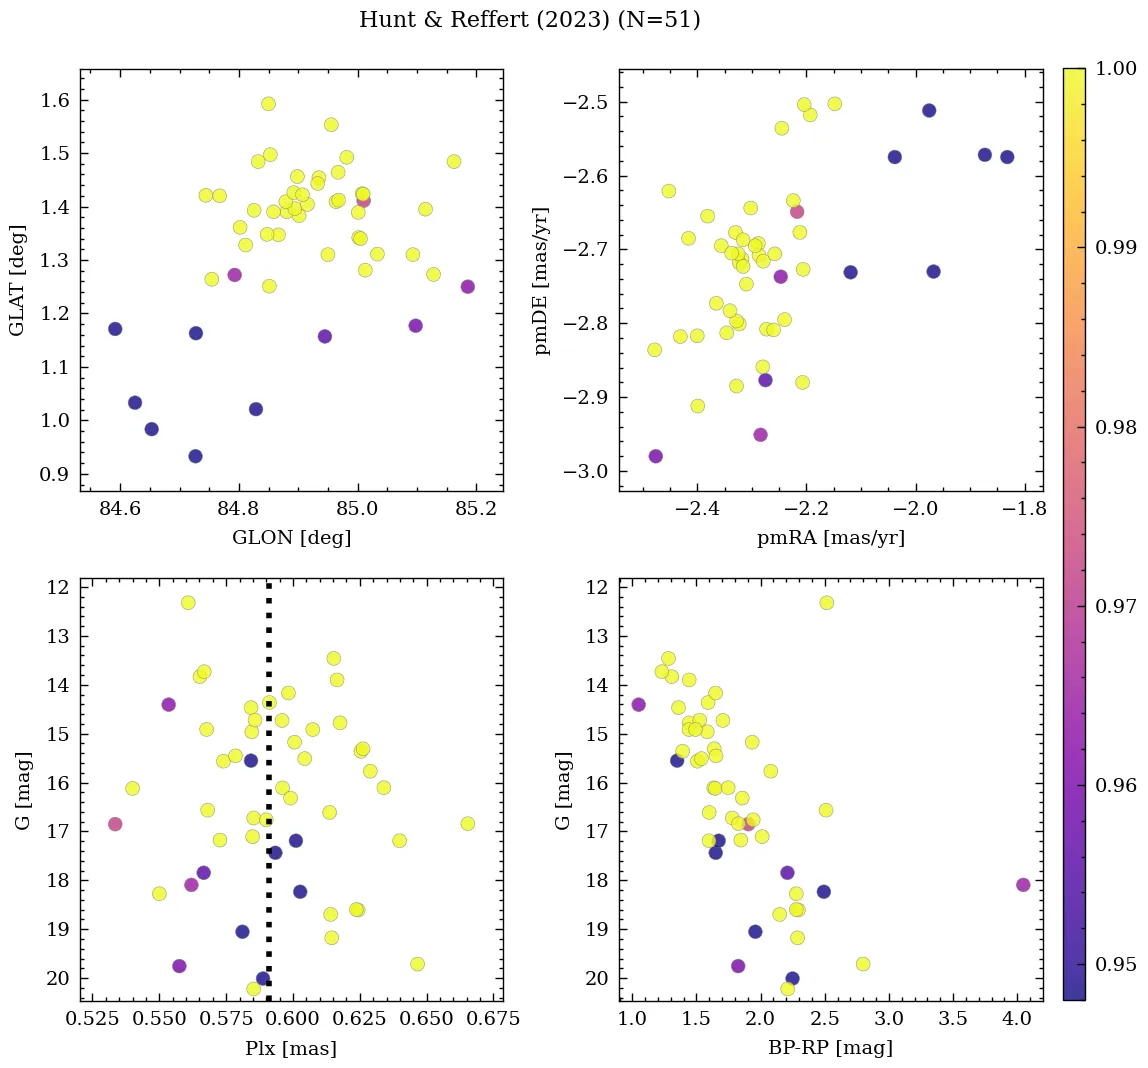 Hunt & Reffert (2023) (N=51)
1.6
1.5
1.4
1.3
1.2
1.1
1.0
0.9
GLAT [deg]
84.6 84.8 85.0 85.2
GLON [deg]
−2.5
−2.6
−2.7
−2.8
−2.9
−3.0
pmDE [mas/yr]
−2.4 −2.2 −2.0 −1.8
pmRA [mas/yr]
12
13
14
15
16
17
18
19
20
G [mag]
0.525 0.550 0.575 0.600 0.625 0.650 0.675
Plx [mas]
12
13
14
15
16
17
18
19
20
G [mag]
1.0 1.5 2.0 2.5 3.0 3.5 4.0
BP-RP [mag]
1.00
0.99
0.98
0.97
0.96
0.95